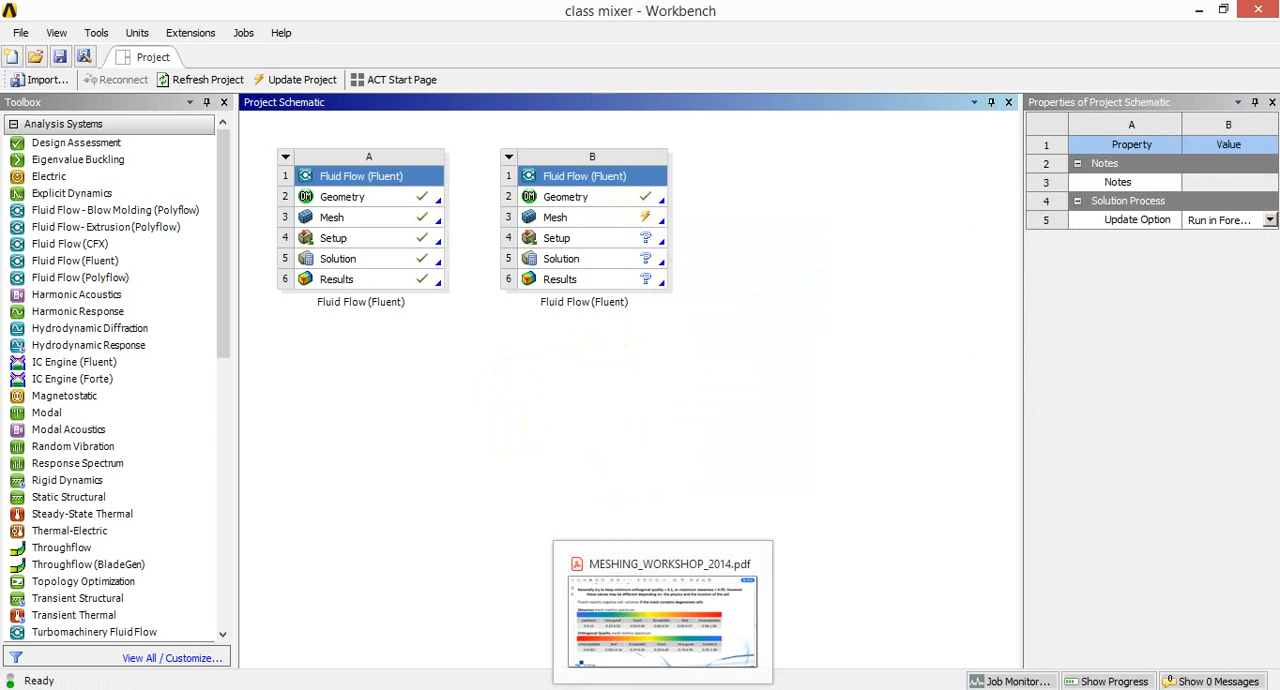 class mixer - Workbench
File View Tools Units Extensions Jobs Help
Project
Import... Reconnect Refresh Project Update Project ACT Start Page
Toolbox
Analysis Systems
Design Assessment
Eigenvalue Buckling
Electric
Explicit Dynamics
Fluid Flow - Blow Molding (Polyflow)
Fluid Flow - Extrusion (Polyflow)
Fluid Flow (CFX)
Fluid Flow (Fluent)
Fluid Flow (Polyflow)
Harmonic Acoustics
Harmonic Response
Hydrodynamic Diffraction
Hydrodynamic Response
IC Engine (Fluent)
IC Engine (Forte)
Magnetostatic
Modal
Modal Acoustics
Random Vibration
Response Spectrum
Rigid Dynamics
Static Structural
Steady-State Thermal
Thermal-Electric
Throughflow
Throughflow (BladeGen)
Topology Optimization
Transient Structural
Transient Thermal
Turbomachinery Fluid Flow
View All / Customize...
Ready
Project Schematic
A
1 Fluid Flow (Fluent)
2 Geometry
3 Mesh
4 Setup
5 Solution
6 Results
Fluid Flow (Fluent)
B
1 Fluid Flow (Fluent)
2 Geometry
3 Mesh
4 Setup
5 Solution
6 Results
Fluid Flow (Fluent)
MESHING_WORKSHOP_2014.pdf
Properties of Project Schematic
A B
1 Property Value
2 Notes
3 Notes
4 Solution Process
5 Update Option Run in Fore...
Job Monitor... Show Progress Show 0 Messages